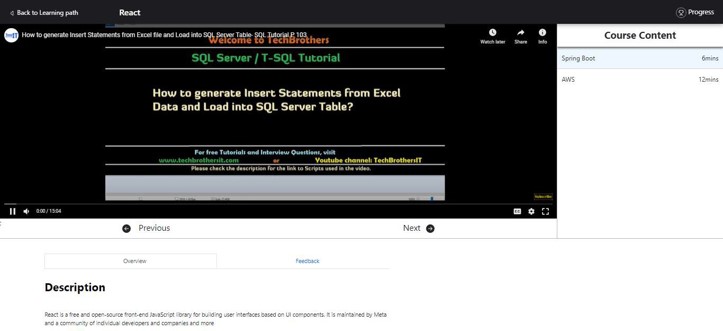 Back to Learning path
React
Progress
How to generate Insert Statements from Excel file and Load into SQL Server Table- SQL Tutorial P 103
Watch later
Share
Info
Welcome to TechBrothers
SQL Server / T-SQL Tutorial
How to generate Insert Statements from Excel
Data and Load into SQL Server Table?
For free Tutorials and Interview Questions, visit
www.techbrothersit.com or Youtube channel: TechBrothersIT
Please check the description for the link to Scripts used in the video.
0:00 / 15:04
Previous
Next
Course Content
Spring Boot 6mins
AWS 12mins
Overview
Feedback
Description
React is a free and open-source front-end JavaScript library for building user interfaces based on UI components. It is maintained by Meta
and a community of individual developers and companies and more